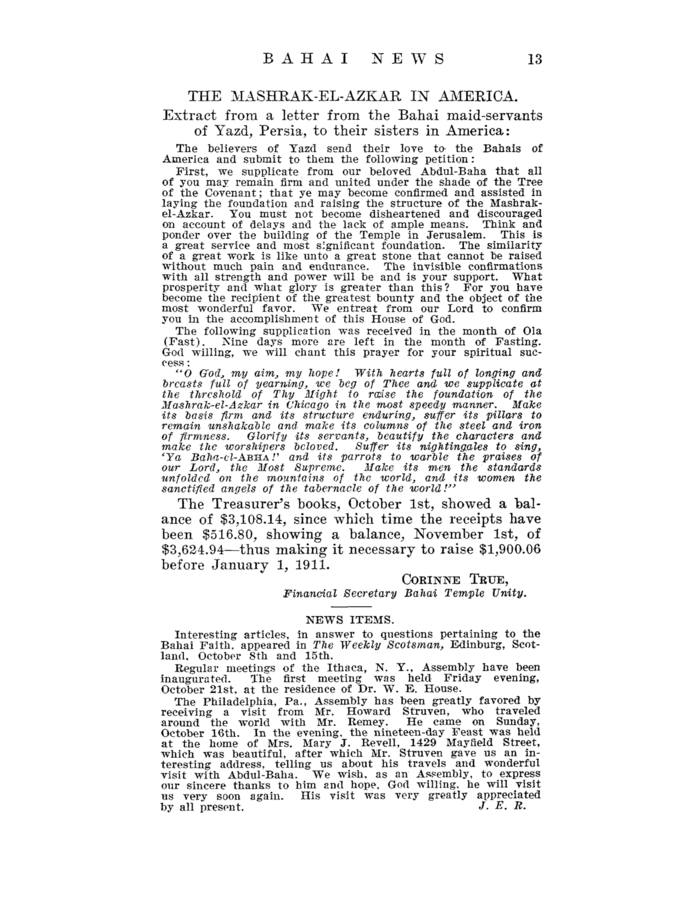 BAHAI NEWS 13
THE MASHRAK-EL-AZKAR IN AMERICA.
Extract from a letter from the Bahai maid-servants
of Yazd, Persia, to their sisters in America:
The believers of Yazd send their love to the Bahais of
America and submit to them the following petition:
First, we supplicate from our beloved Abdul-Baha that all
of you may remain firm and united under the shade of the Tree
of the Covenant; that ye may become confirmed and assisted in
laying the foundation and raising the structure of the Mashrak-
el-Azkar. You must not become disheartened and discouraged
on account of delays and the lack of ample means. Think and
ponder over the building of the Temple in Jerusalem. This is
a great service and most significant foundation. The similarity
of a great work is like unto a great stone that cannot be raised
without much pain and endurance. The invisible confirmations
with all strength and power will be and is your support. What
prosperity and what glory is greater than this? For you have
become the recipient of the greatest bounty and the object of the
most wonderful favor. We entreat from our Lord to confirm
you in the accomplishment of this House of God.
The following supplication was received in the month of Ola
(Fast). Nine days more are left in the month of Fasting.
God willing, we will chant this prayer for your spiritual suc-
cess:
"O God, my aim, my hope! With hearts full of longing and
breasts full of yearning, we beg of Thee and we supplicate at
the threshold of Thy Might to raise the foundation of the
Mashrak-el-Azkar in Chicago in the most speedy manner. Make
its basis firm and its structure enduring, suffer its pillars to
remain unshakable and make its columns of the steel and iron
of firmness. Glorify its servants, beautify the characters and
make the worshipers beloved. Suffer its nightingales to sing,
'Ya Baha-el-ABHA!' and its parrots to warble the praises of
our Lord, the Most Supreme. Make its men the standards
unfolded on the mountains of the world, and its women the
sanctified angels of the tabernacle of the world!"
The Treasurer's books, October 1st, showed a bal-
ance of $3,108.14, since which time the receipts have
been $516.80, showing a balance, November 1st, of
$3,624.94—thus making it necessary to raise $1,900.06
before January 1, 1911.
CORINNE TRUE,
Financial Secretary Bahai Temple Unity.
NEWS ITEMS.
Interesting articles, in answer to questions pertaining to the
Bahai Faith, appeared in The Weekly Scotsman, Edinburg, Scot-
land, October 8th and 15th.
Regular meetings of the Ithaca, N. Y., Assembly have been
inaugurated. The first meeting was held Friday evening,
October 21st, at the residence of Dr. W. E. House.
The Philadelphia, Pa., Assembly has been greatly favored by
receiving a visit from Mr. Howard Struven, who traveled
around the world with Mr. Remey. He came on Sunday,
October 16th. In the evening, the nineteen-day Feast was held
at the home of Mrs. Mary J. Revell, 1429 Mayfield Street,
which was beautiful, after which Mr. Struven gave us an in-
teresting address, telling us about his travels and wonderful
visit with Abdul-Baha. We wish, as an Assembly, to express
our sincere thanks to him and hope, God willing, he will visit
us very soon again. His visit was very greatly appreciated
by all present. J. E. R.